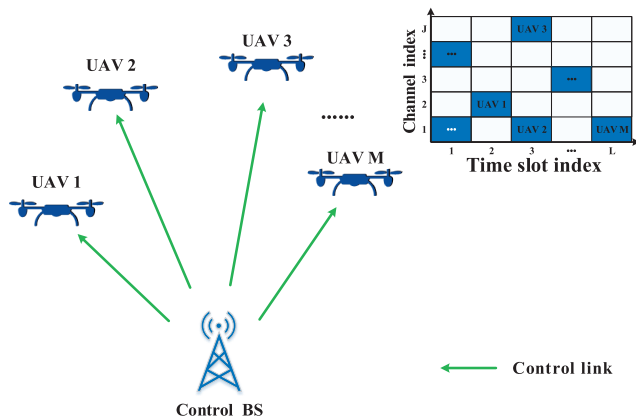 UAV 3
UAV 2
......
UAV M
UAV 1
Control BS
Control link
Channel index
J
...
3
2
1
UAV 3
...
...
UAV 1
...
UAV 2
UAV M
1
2
3
...
L
Time slot index